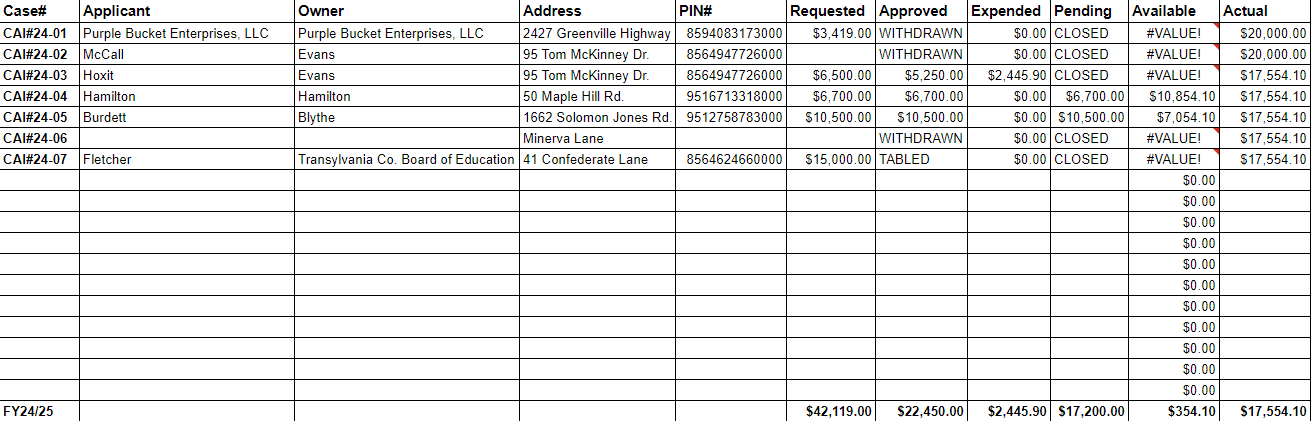 Case# Applicant Owner Address PIN# Requested Approved Expended Pending Available Actual
CAI#24-01 Purple Bucket Enterprises, LLC Purple Bucket Enterprises, LLC 2427 Greenville Highway 8594083173000 $3,419.00 WITHDRAWN $0.00 CLOSED #VALUE! $20,000.00
CAI#24-02 McCall Evans 95 Tom McKinney Dr. 8564947726000 WITHDRAWN $0.00 CLOSED #VALUE! $20,000.00
CAI#24-03 Hoxit Evans 95 Tom McKinney Dr. 8564947726000 $6,500.00 $5,250.00 $2,445.90 CLOSED #VALUE! $17,554.10
CAI#24-04 Hamilton Hamilton 50 Maple Hill Rd. 9516713318000 $6,700.00 $6,700.00 $0.00 $6,700.00 $10,854.10 $17,554.10
CAI#24-05 Burdett Blythe 1662 Solomon Jones Rd. 9512758783000 $10,500.00 $10,500.00 $0.00 $10,500.00 $7,054.10 $17,554.10
CAI#24-06 Minerva Lane WITHDRAWN $0.00 CLOSED #VALUE! $17,554.10
CAI#24-07 Fletcher Transylvania Co. Board of Education 41 Confederate Lane 8564624660000 $15,000.00 TABLED $0.00 CLOSED #VALUE! $17,554.10
$0.00
$0.00
$0.00
$0.00
$0.00
$0.00
$0.00
$0.00
$0.00
$0.00
$0.00
FY24/25 $42,119.00 $22,450.00 $2,445.90 $17,200.00 $354.10 $17,554.10